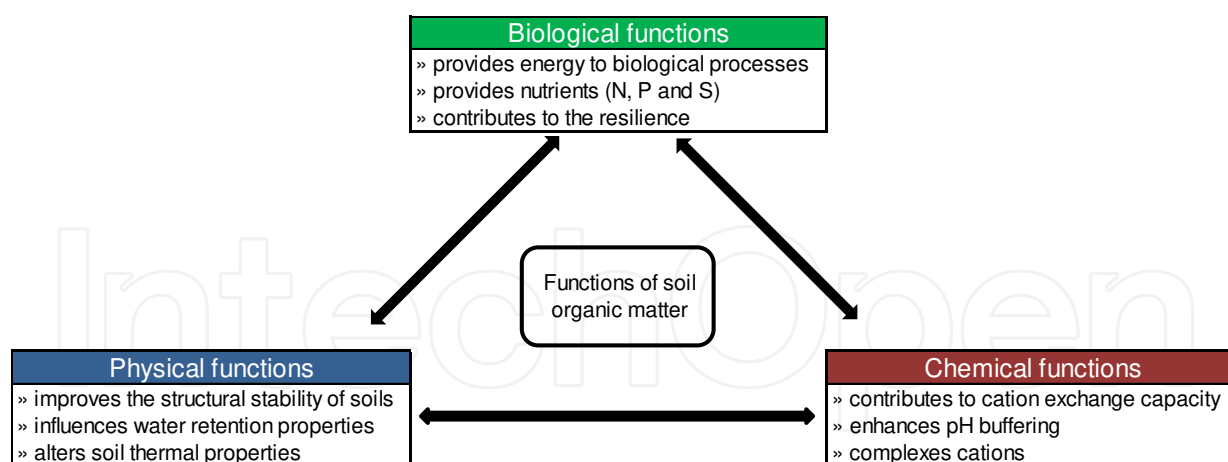 Biological functions
» provides energy to biological processes
» provides nutrients (N, P and S)
» contributes to the resilience
Functions of soil
organic matter
Physical functions
» improves the structural stability of soils
» influences water retention properties
» alters soil thermal properties
Chemical functions
» contributes to cation exchange capacity
» enhances pH buffering
» complexes cations
IntechOpen